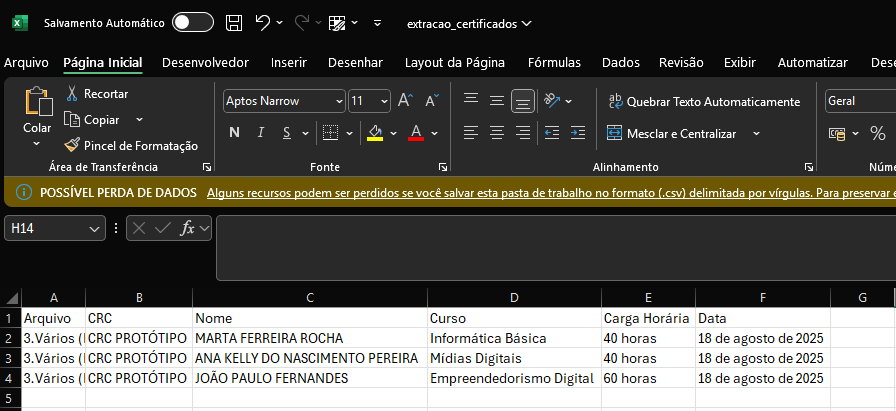 Salvamento Automático extracao_certificados
Arquivo Página Inicial Desenvolvedor Inserir Desenhar Layout da Página Fórmulas Dados Revisão Exibir Automatizar Dese
Colar Recortar Copiar Pincel de Formatação
Área de Transferência
Aptos Narrow 11 A A
N I S A
Fonte
ab Quebrar Texto Automaticamente
Mesclar e Centralizar
Alinhamento
Geral
%
Núme
POSSÍVEL PERDA DE DADOS Alguns recursos podem ser perdidos se você salvar esta pasta de trabalho no formato (.csv) delimitada por vírgulas. Para preservar e
H14 fx
A B C D E F G H
1 Arquivo CRC Nome Curso Carga Horária Data
2 3.Vários ( CRC PROTÓTIPO MARTA FERREIRA ROCHA Informática Básica 40 horas 18 de agosto de 2025
3 3.Vários ( CRC PROTÓTIPO ANA KELLY DO NASCIMENTO PEREIRA Mídias Digitais 40 horas 18 de agosto de 2025
4 3.Vários ( CRC PROTÓTIPO JOÃO PAULO FERNANDES Empreendedorismo Digital 60 horas 18 de agosto de 2025
5